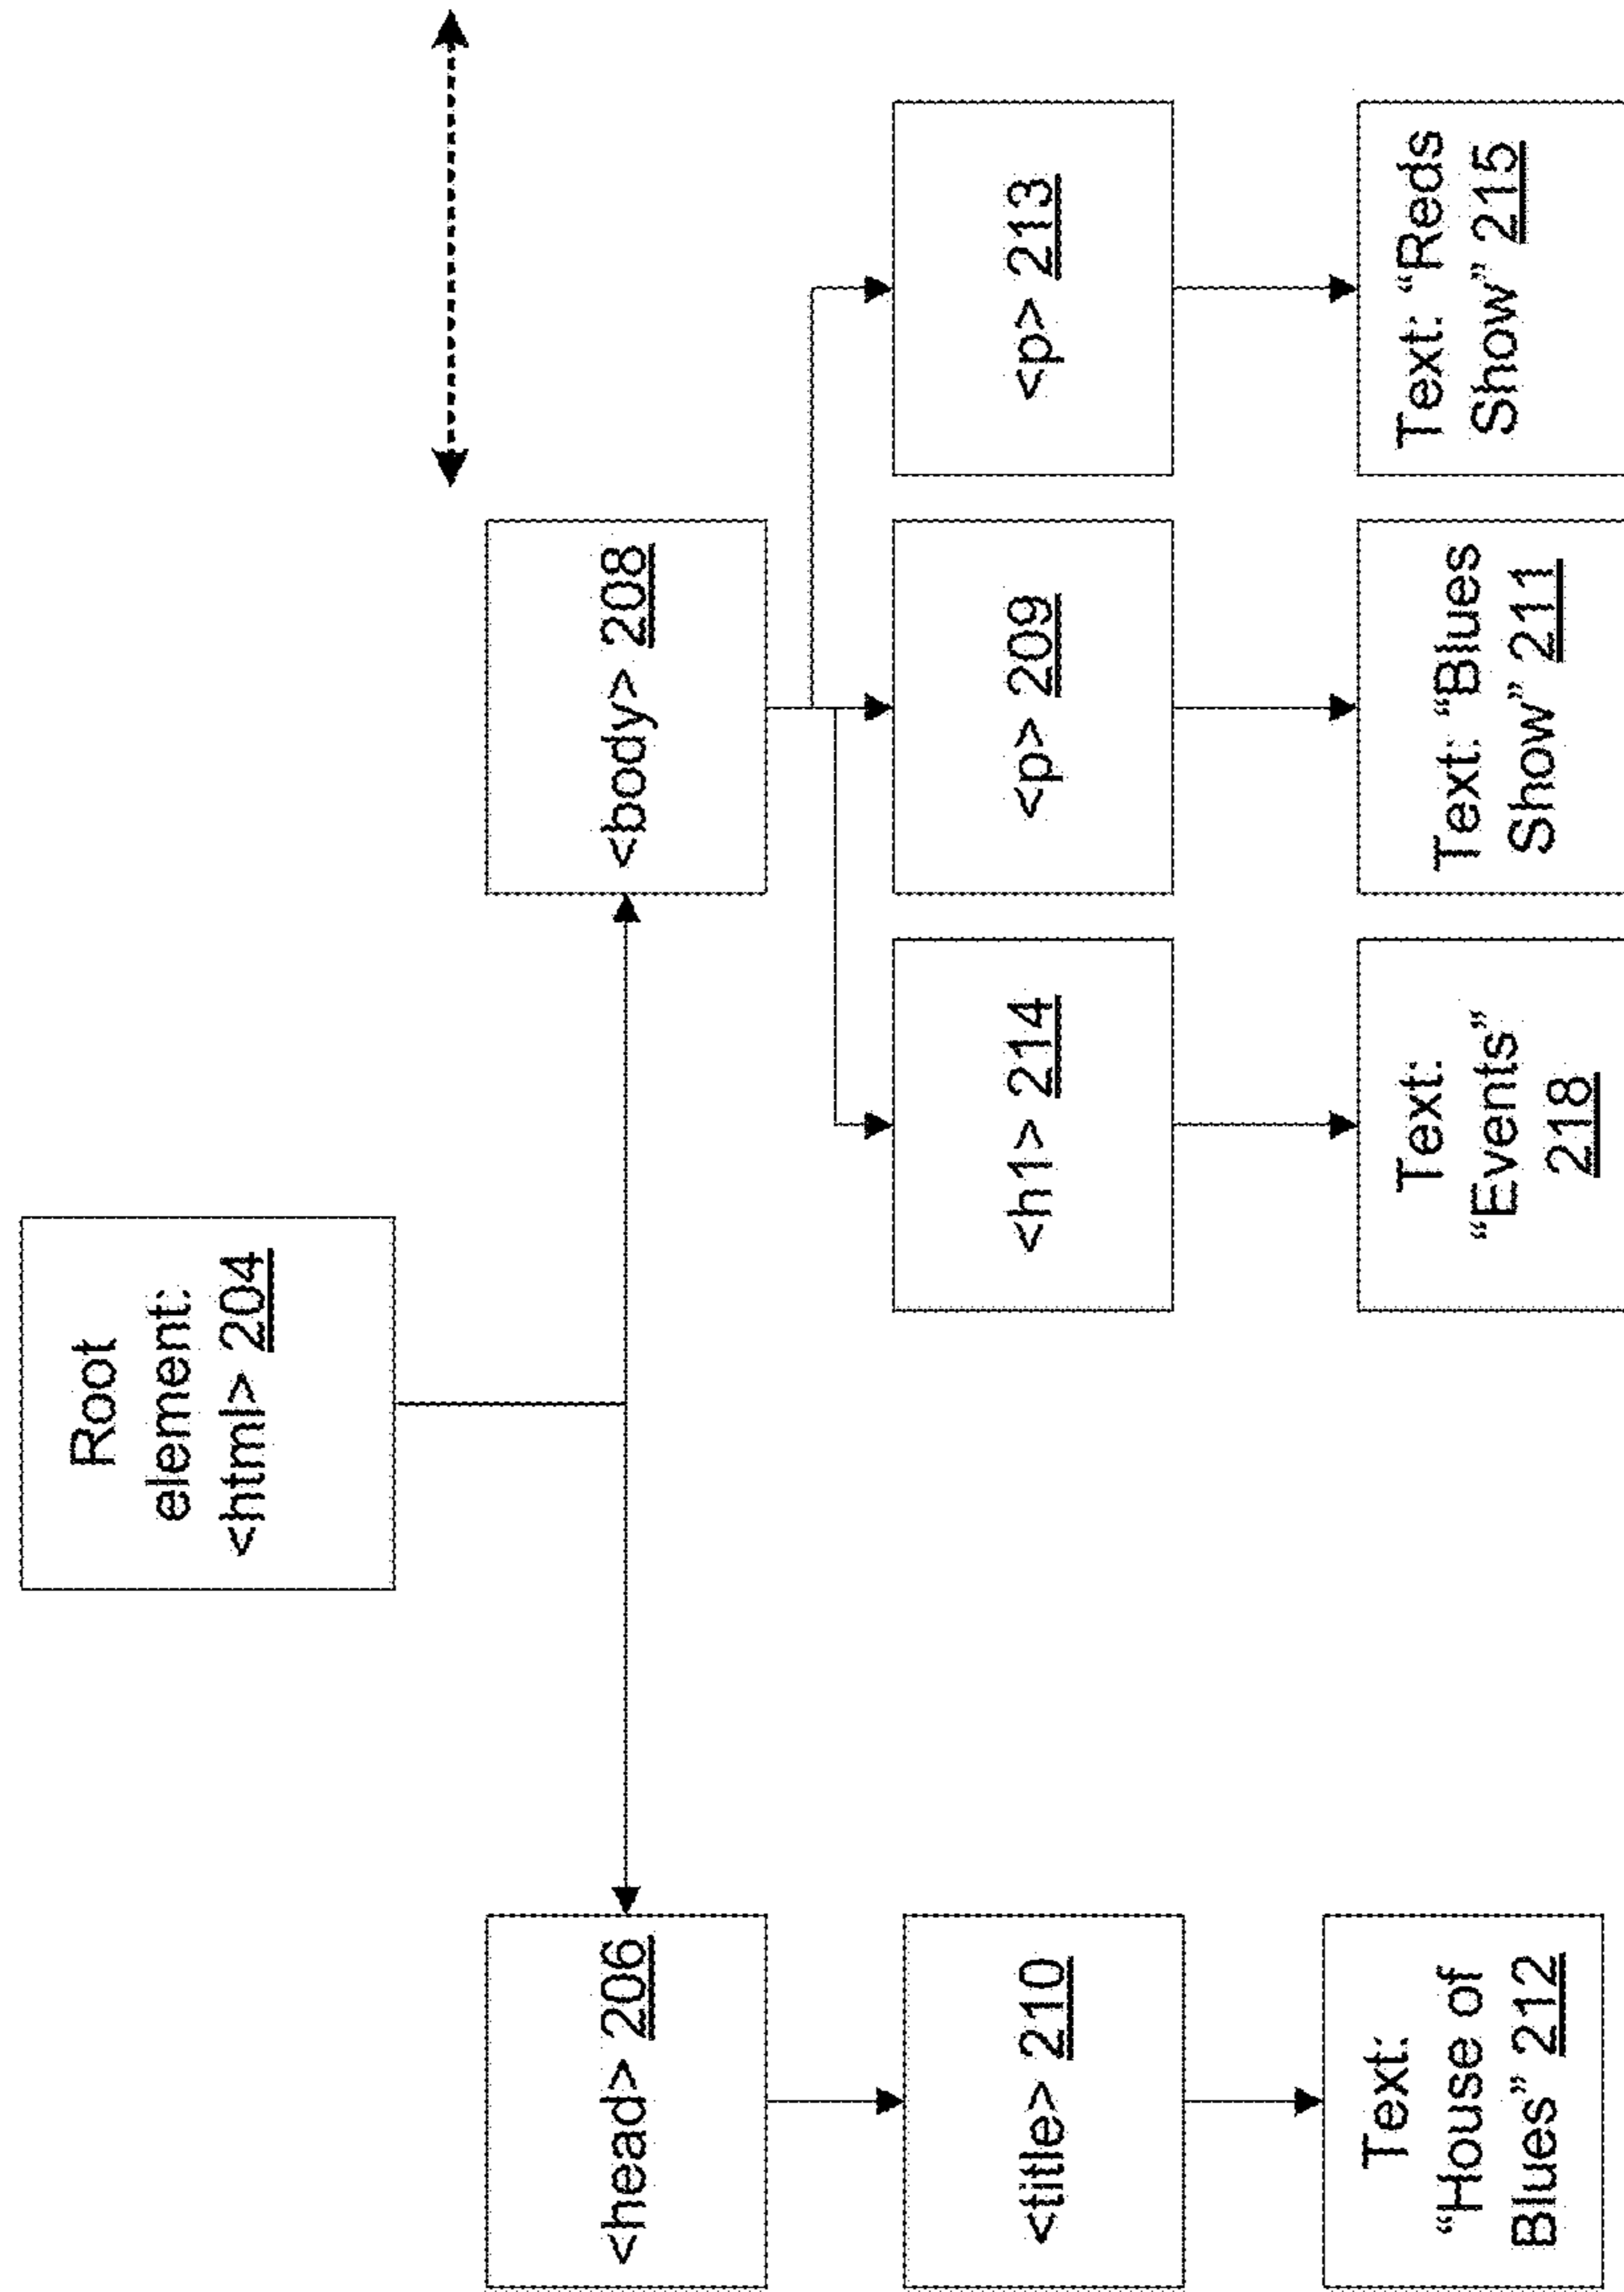 Root
element:
<html> 204
<head> 206
<body> 208
<title> 210
<h1> 214
<p> 209
<p> 213
Text:
“House of
Blues” 212
Text:
“Events”
218
Text: “Blues
Show” 211
Text: “Reds
Show” 215